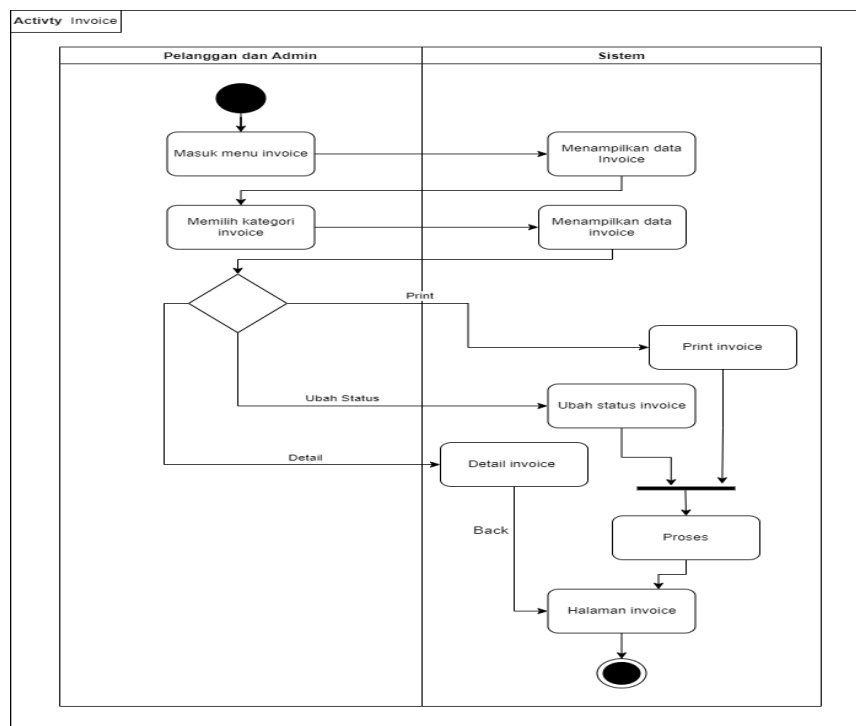 Activty Invoice
Pelanggan dan Admin
Sistem
Masuk menu invoice
Menampilkan data
Invoice
Memilih kategori
invoice
Menampilkan data
invoice
Print
Print invoice
Ubah Status
Ubah status invoice
Detail
Detail invoice
Back
Proses
Halaman invoice